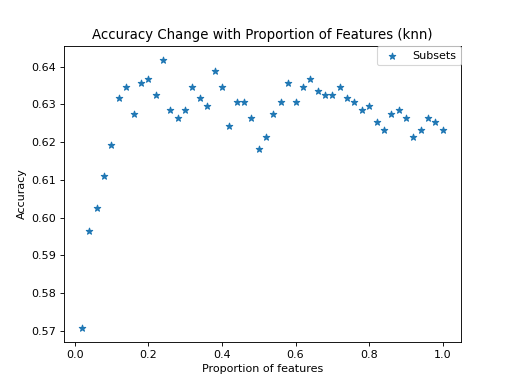 Accuracy Change with Proportion of Features (knn)
Subsets
0.64
0.63
0.62
0.61
0.60
0.59
0.58
0.57
Accuracy
0.0 0.2 0.4 0.6 0.8 1.0
Proportion of features